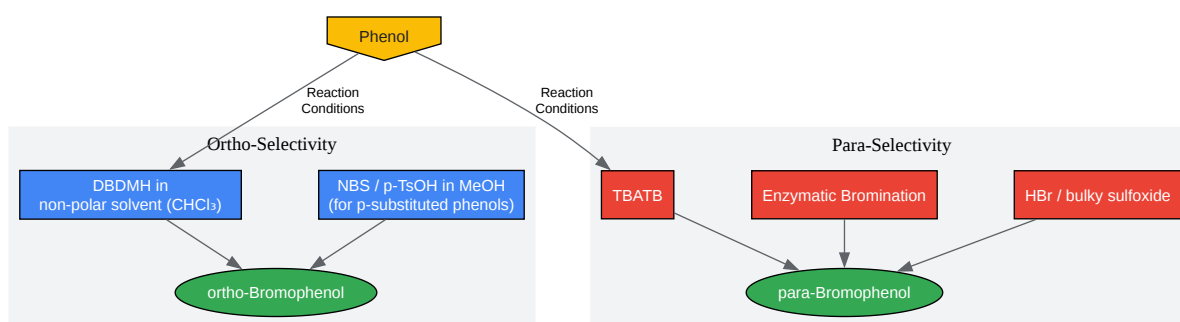 Phenol
Reaction
Conditions
Reaction
Conditions
Ortho-Selectivity
Para-Selectivity
DBDMH in
non-polar solvent (CHCl₃)
NBS / p-TsOH in MeOH
(for p-substituted phenols)
TBATB
Enzymatic Bromination
HBr / bulky sulfoxide
ortho-Bromophenol
para-Bromophenol